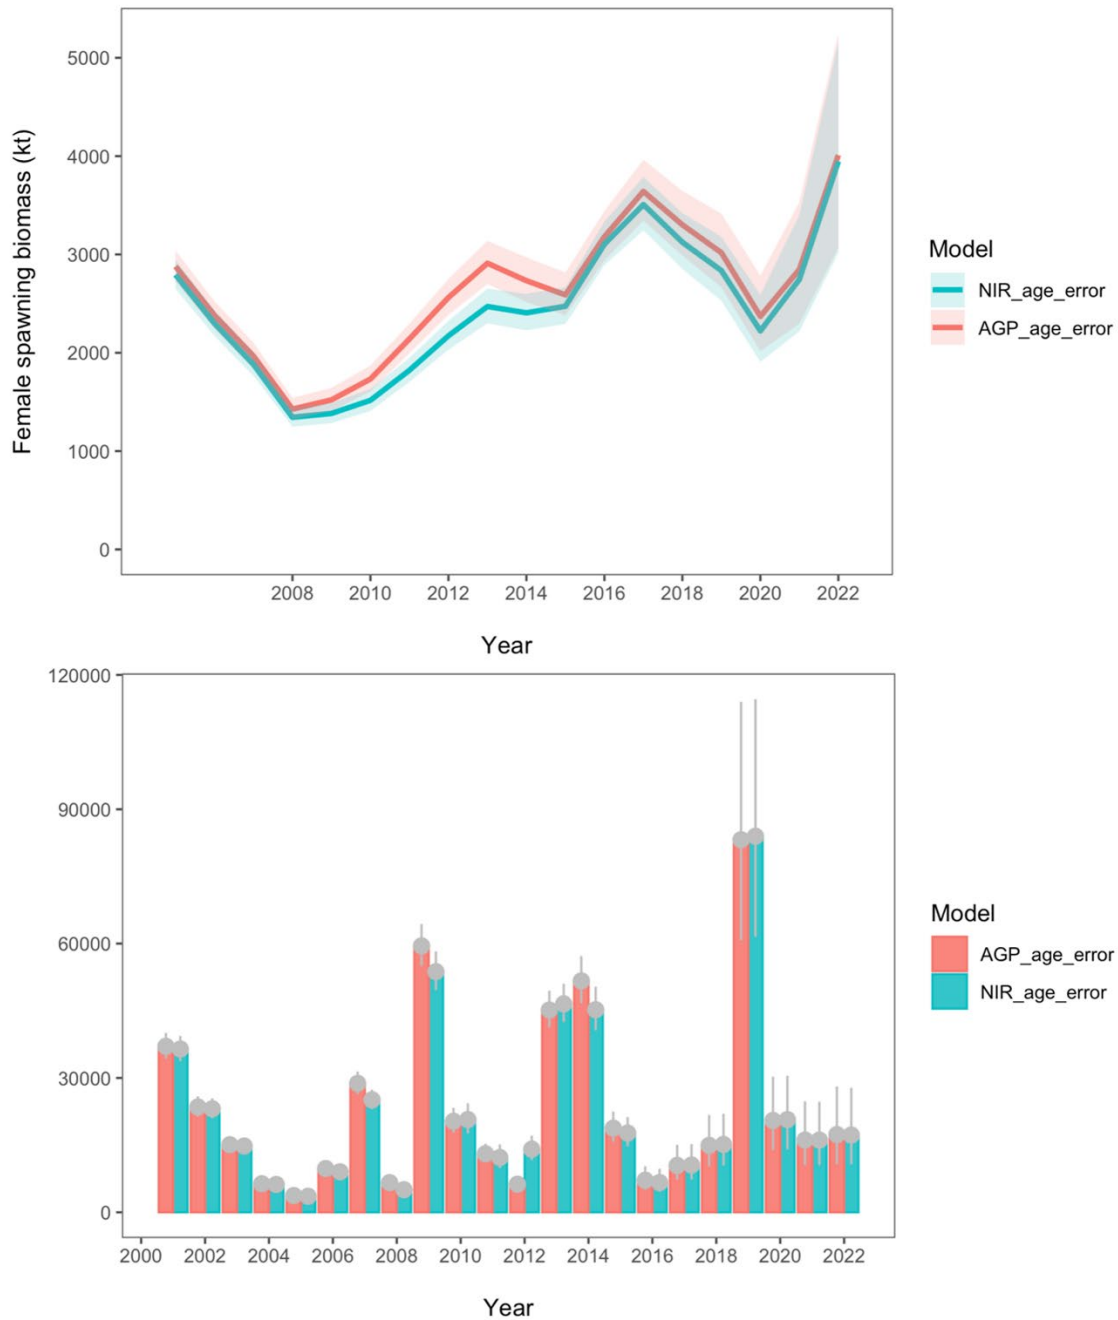 5000
4000
3000
2000
1000
0
Female spawning biomass (kt)
2008 2010 2012 2014 2016 2018 2020 2022
Year
Model
NIR_age_error
AGP_age_error
120000
90000
60000
30000
0
2000 2002 2004 2006 2008 2010 2012 2014 2016 2018 2020 2022
Year
Model
AGP_age_error
NIR_age_error